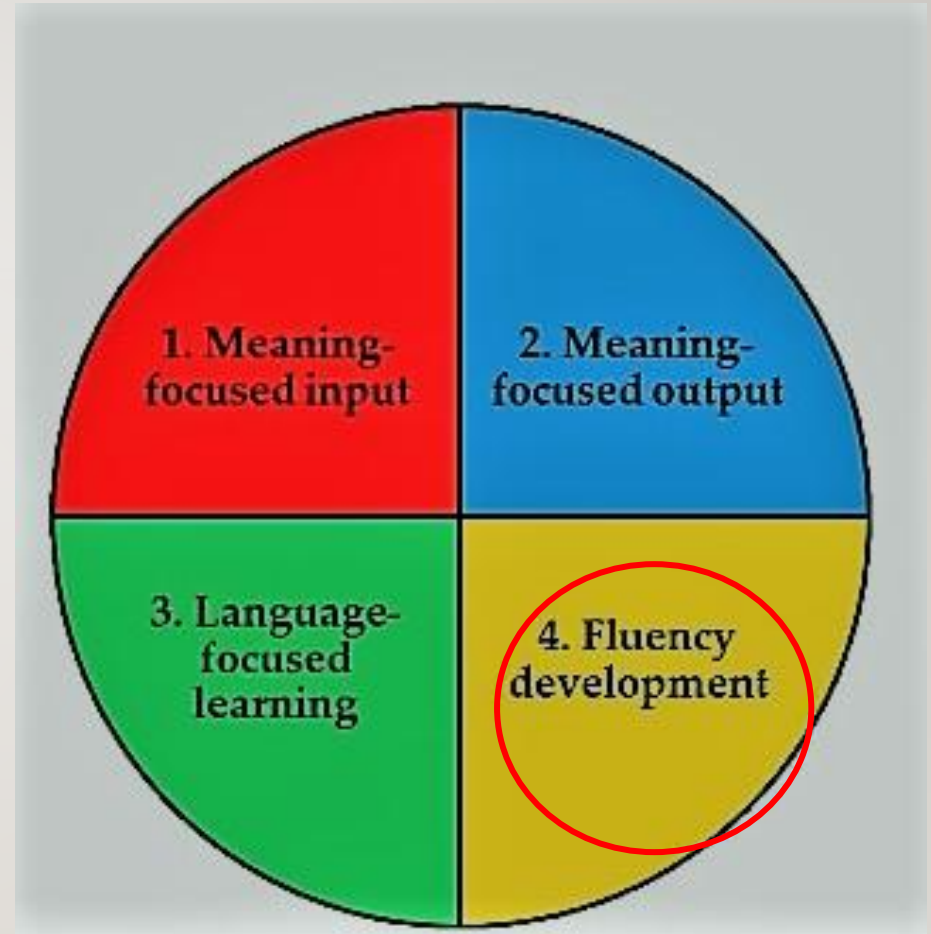 1. Meaning-
focused input
2. Meaning-
focused output
3. Language-
focused
learning
4. Fluency
development